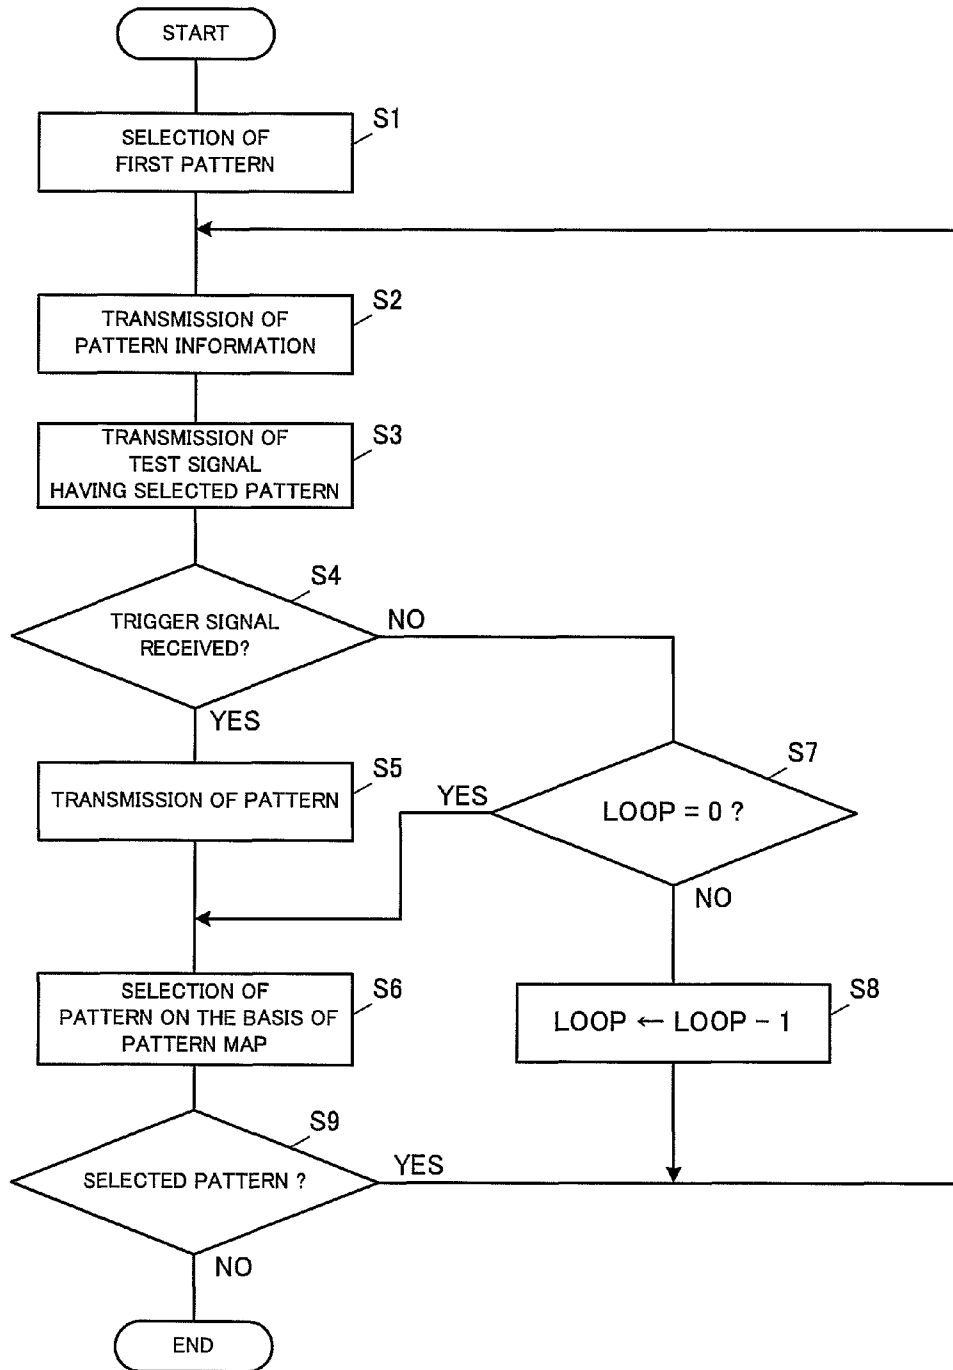 START
S1
SELECTION OF
FIRST PATTERN
S2
TRANSMISSION OF
PATTERN INFORMATION
S3
TRANSMISSION OF
TEST SIGNAL
HAVING SELECTED PATTERN
S4
TRIGGER SIGNAL
RECEIVED?
NO
YES
S5
TRANSMISSION OF PATTERN
S7
YES
LOOP = 0 ?
NO
S6
SELECTION OF
PATTERN ON THE BASIS OF
PATTERN MAP
S8
LOOP ← LOOP − 1
S9
SELECTED PATTERN ?
YES
NO
END